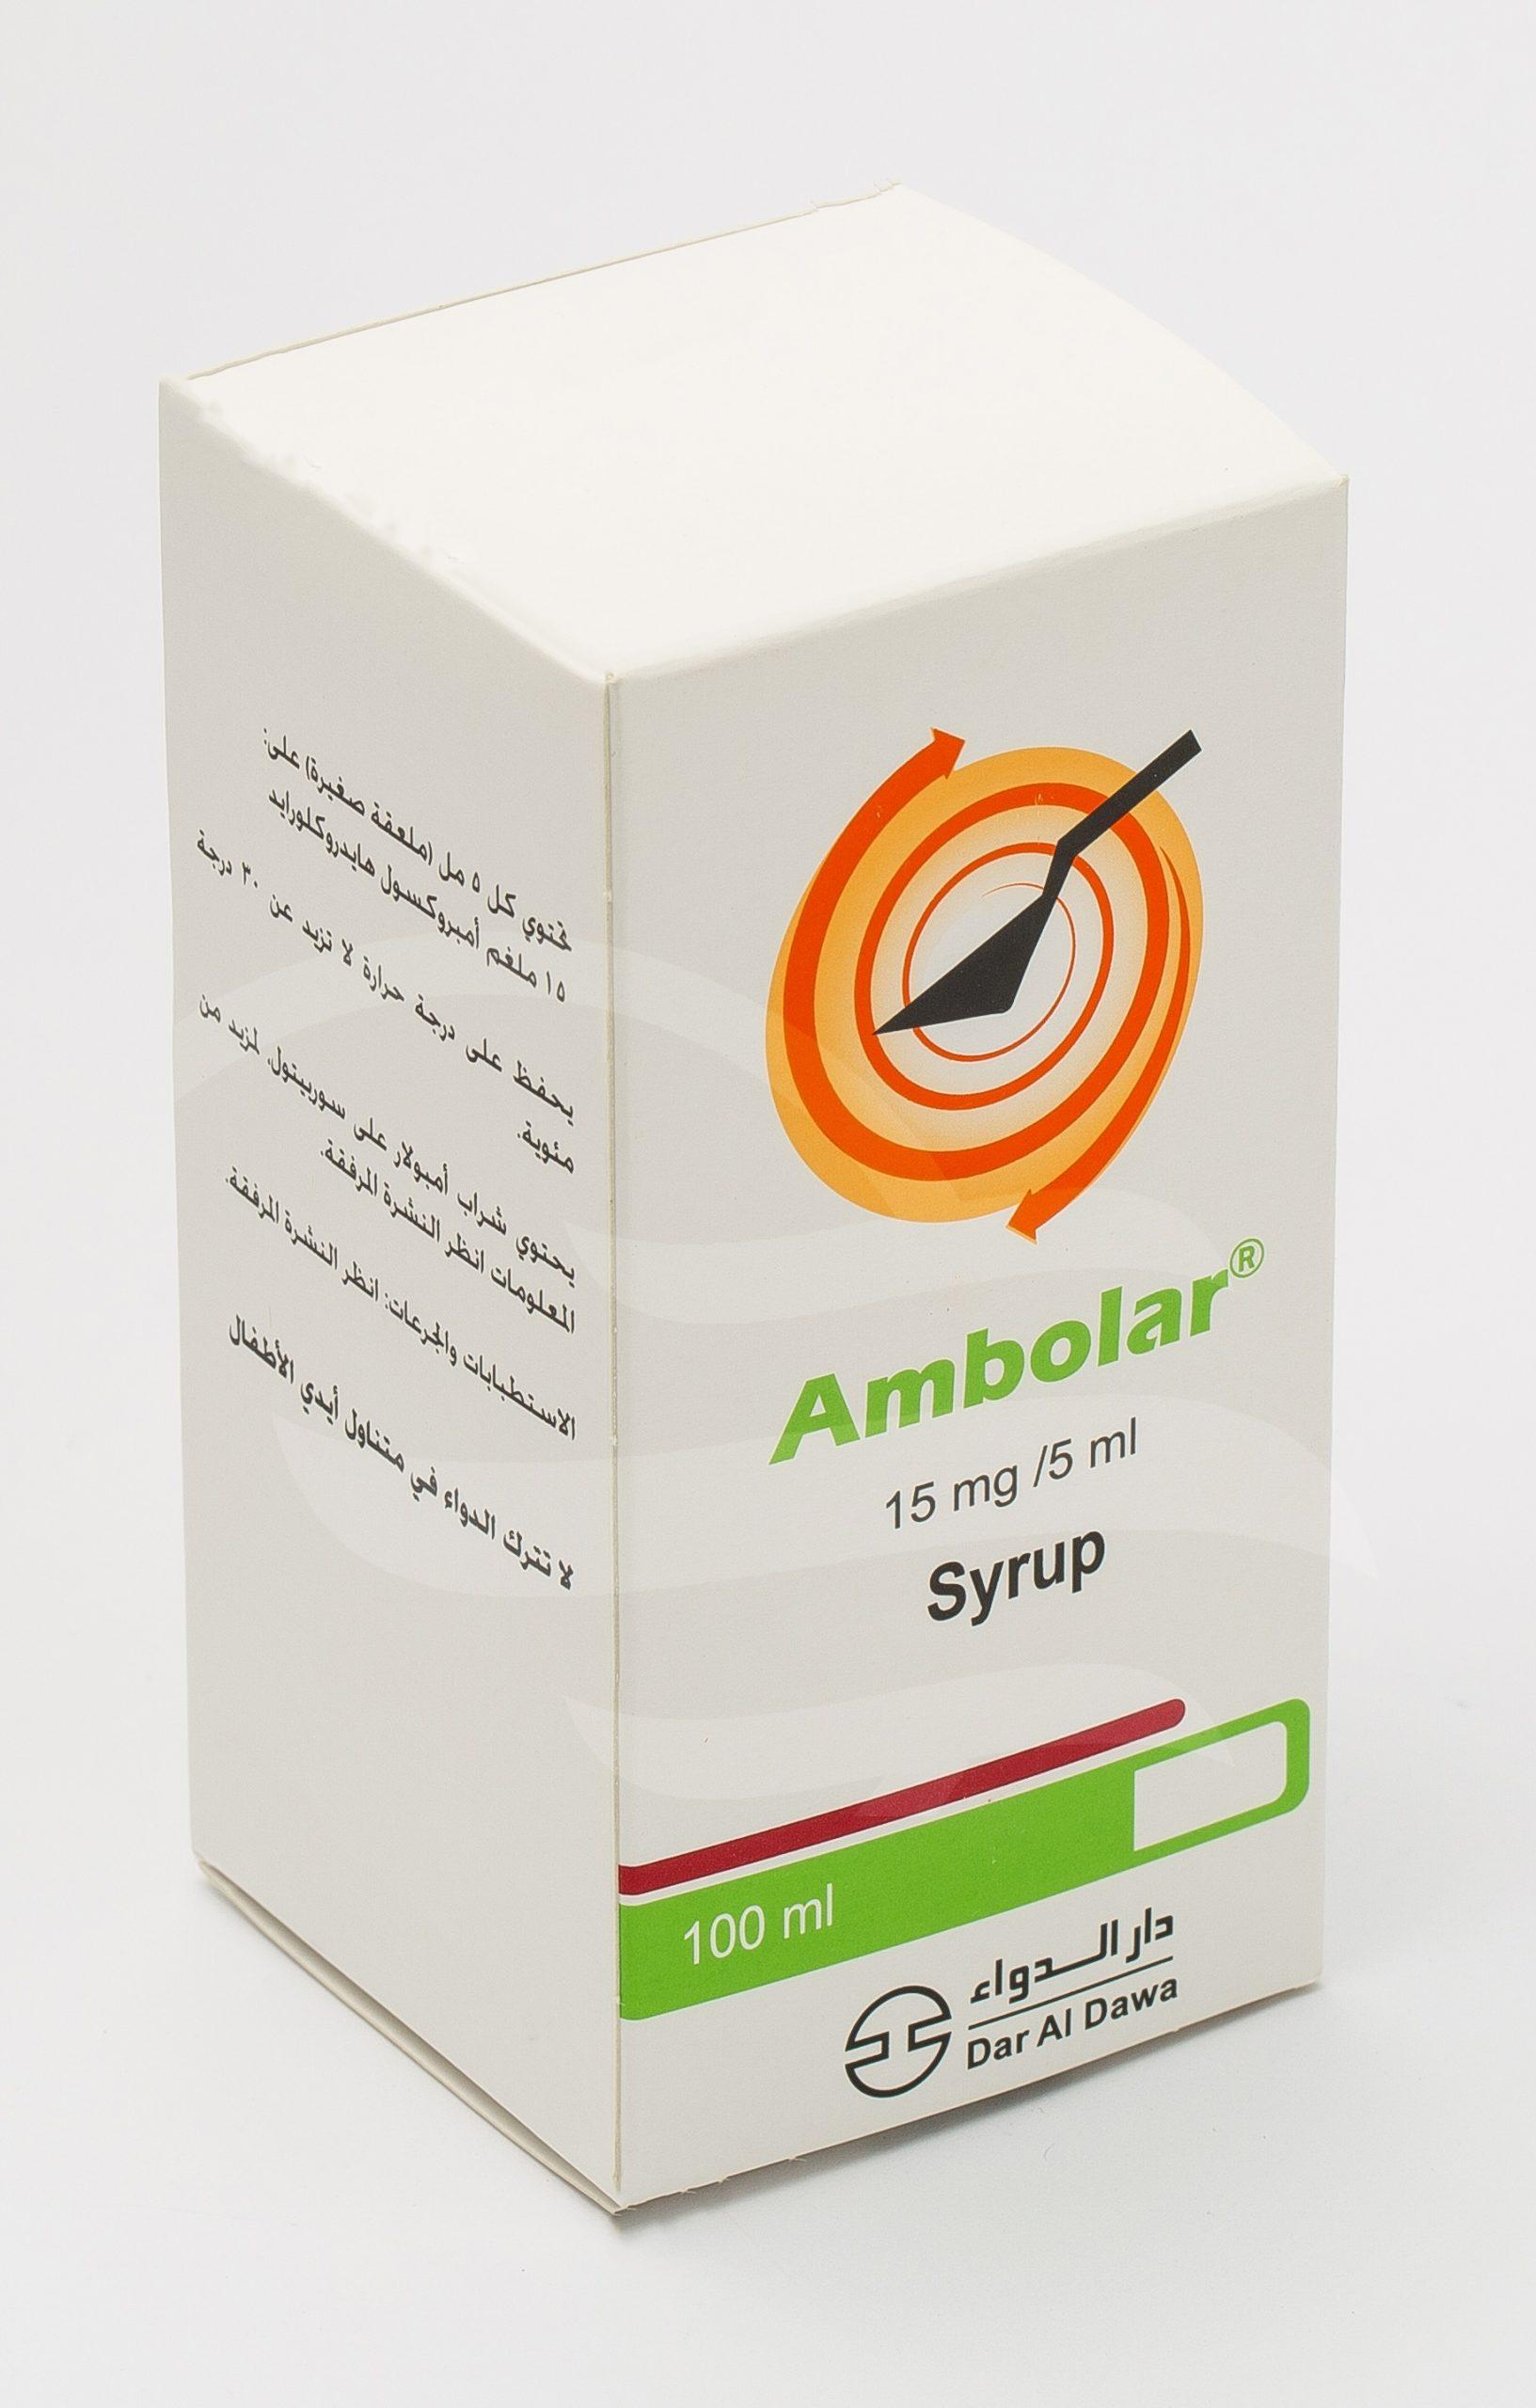 تحتوي كل ٥ مل (ملعقة صغيرة) على:
١٥ ملغم أمبروكسول هايدروكلورايد
يحفظ على درجة حرارة لا تزيد عن ٣٠ درجة
مئوية.
يحتوي شراب أمبولار على سوربيتول. لمزيد من
المعلومات انظر النشرة المرفقة.
الاستطبابات والجرعات: انظر النشرة المرفقة.
لا تترك الدواء في متناول أيدي الأطفال
Ambolar®
15 mg /5 ml
Syrup
100 ml
دار الـدواء
Dar Al Dawa